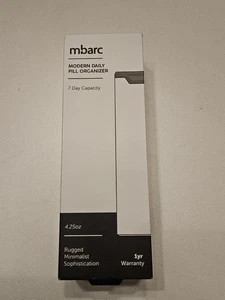 mbarc
MODERN DAILY
PILL ORGANIZER
7 Day Capacity
4.25oz
Rugged
Minimalist
Sophistication
1yr
Warranty